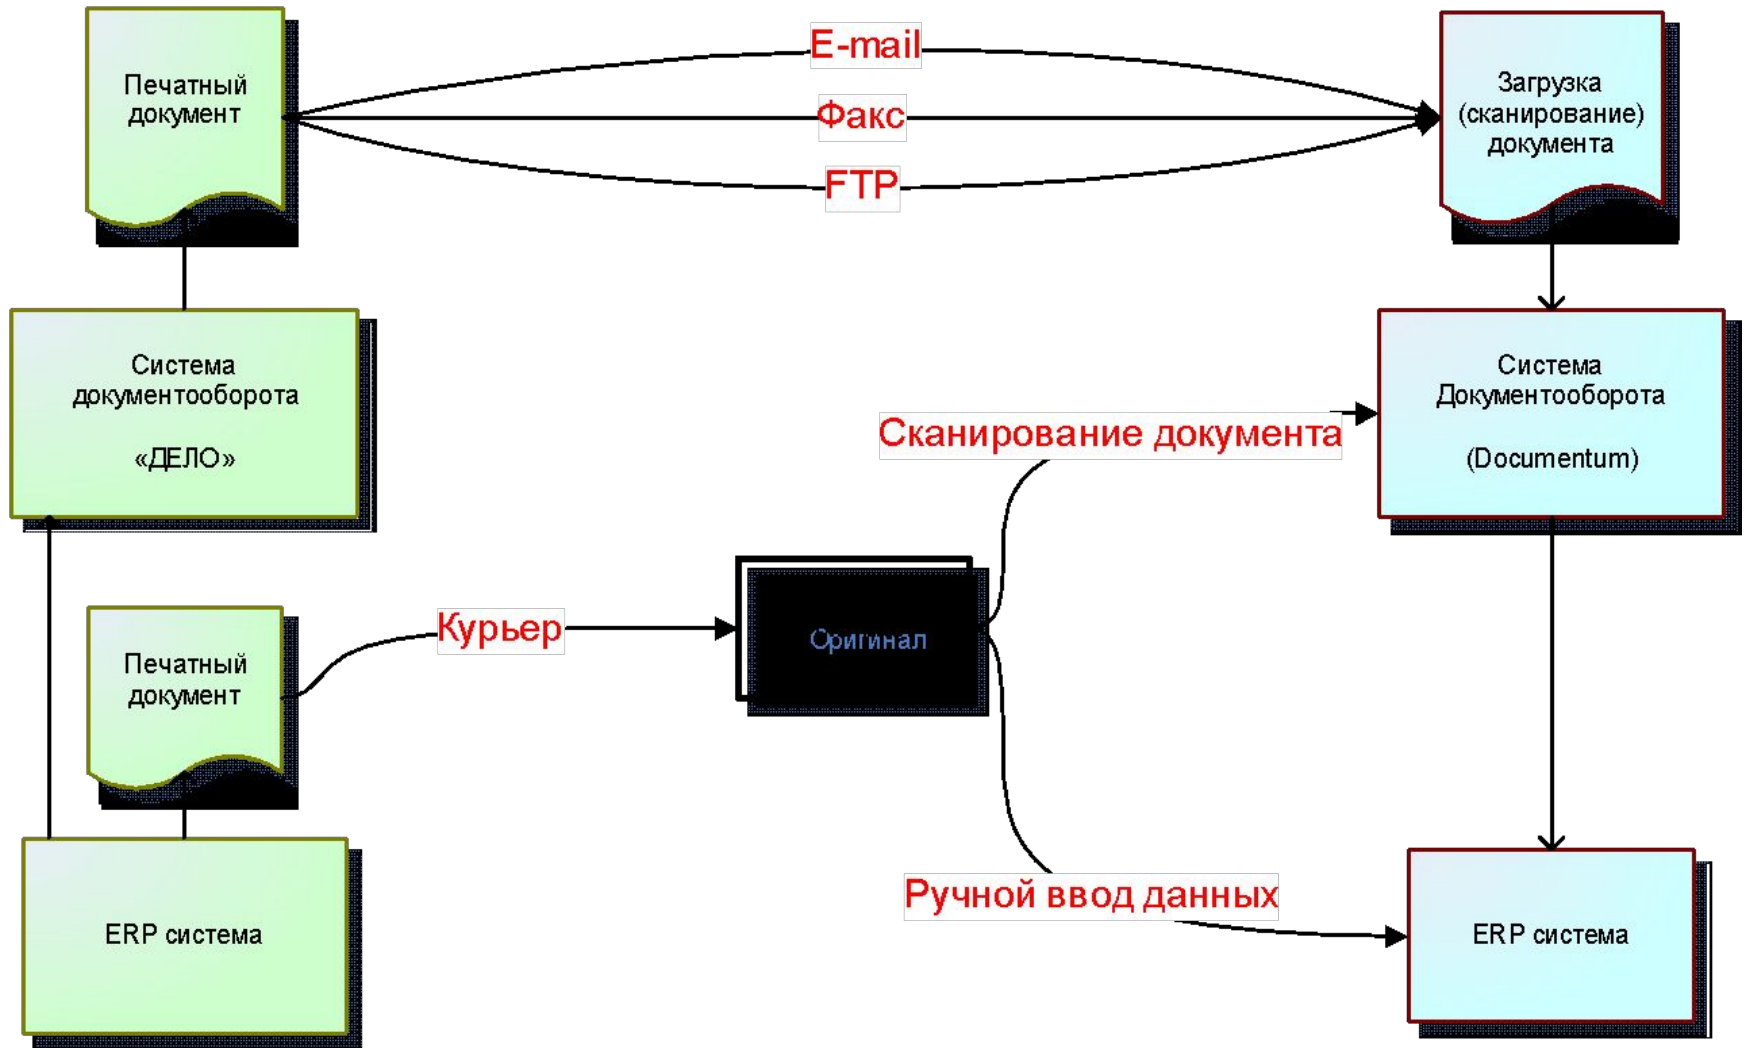 Печатный
документ
E-mail
Факс
FTP
Загрузка
(сканирование)
документа
Система
документооборота
«ДЕЛО»
Система
Документооборота
(Documentum)
Сканирование документа
Печатный
документ
Курьер
Оригинал
Ручной ввод данных
ERP система
ERP система